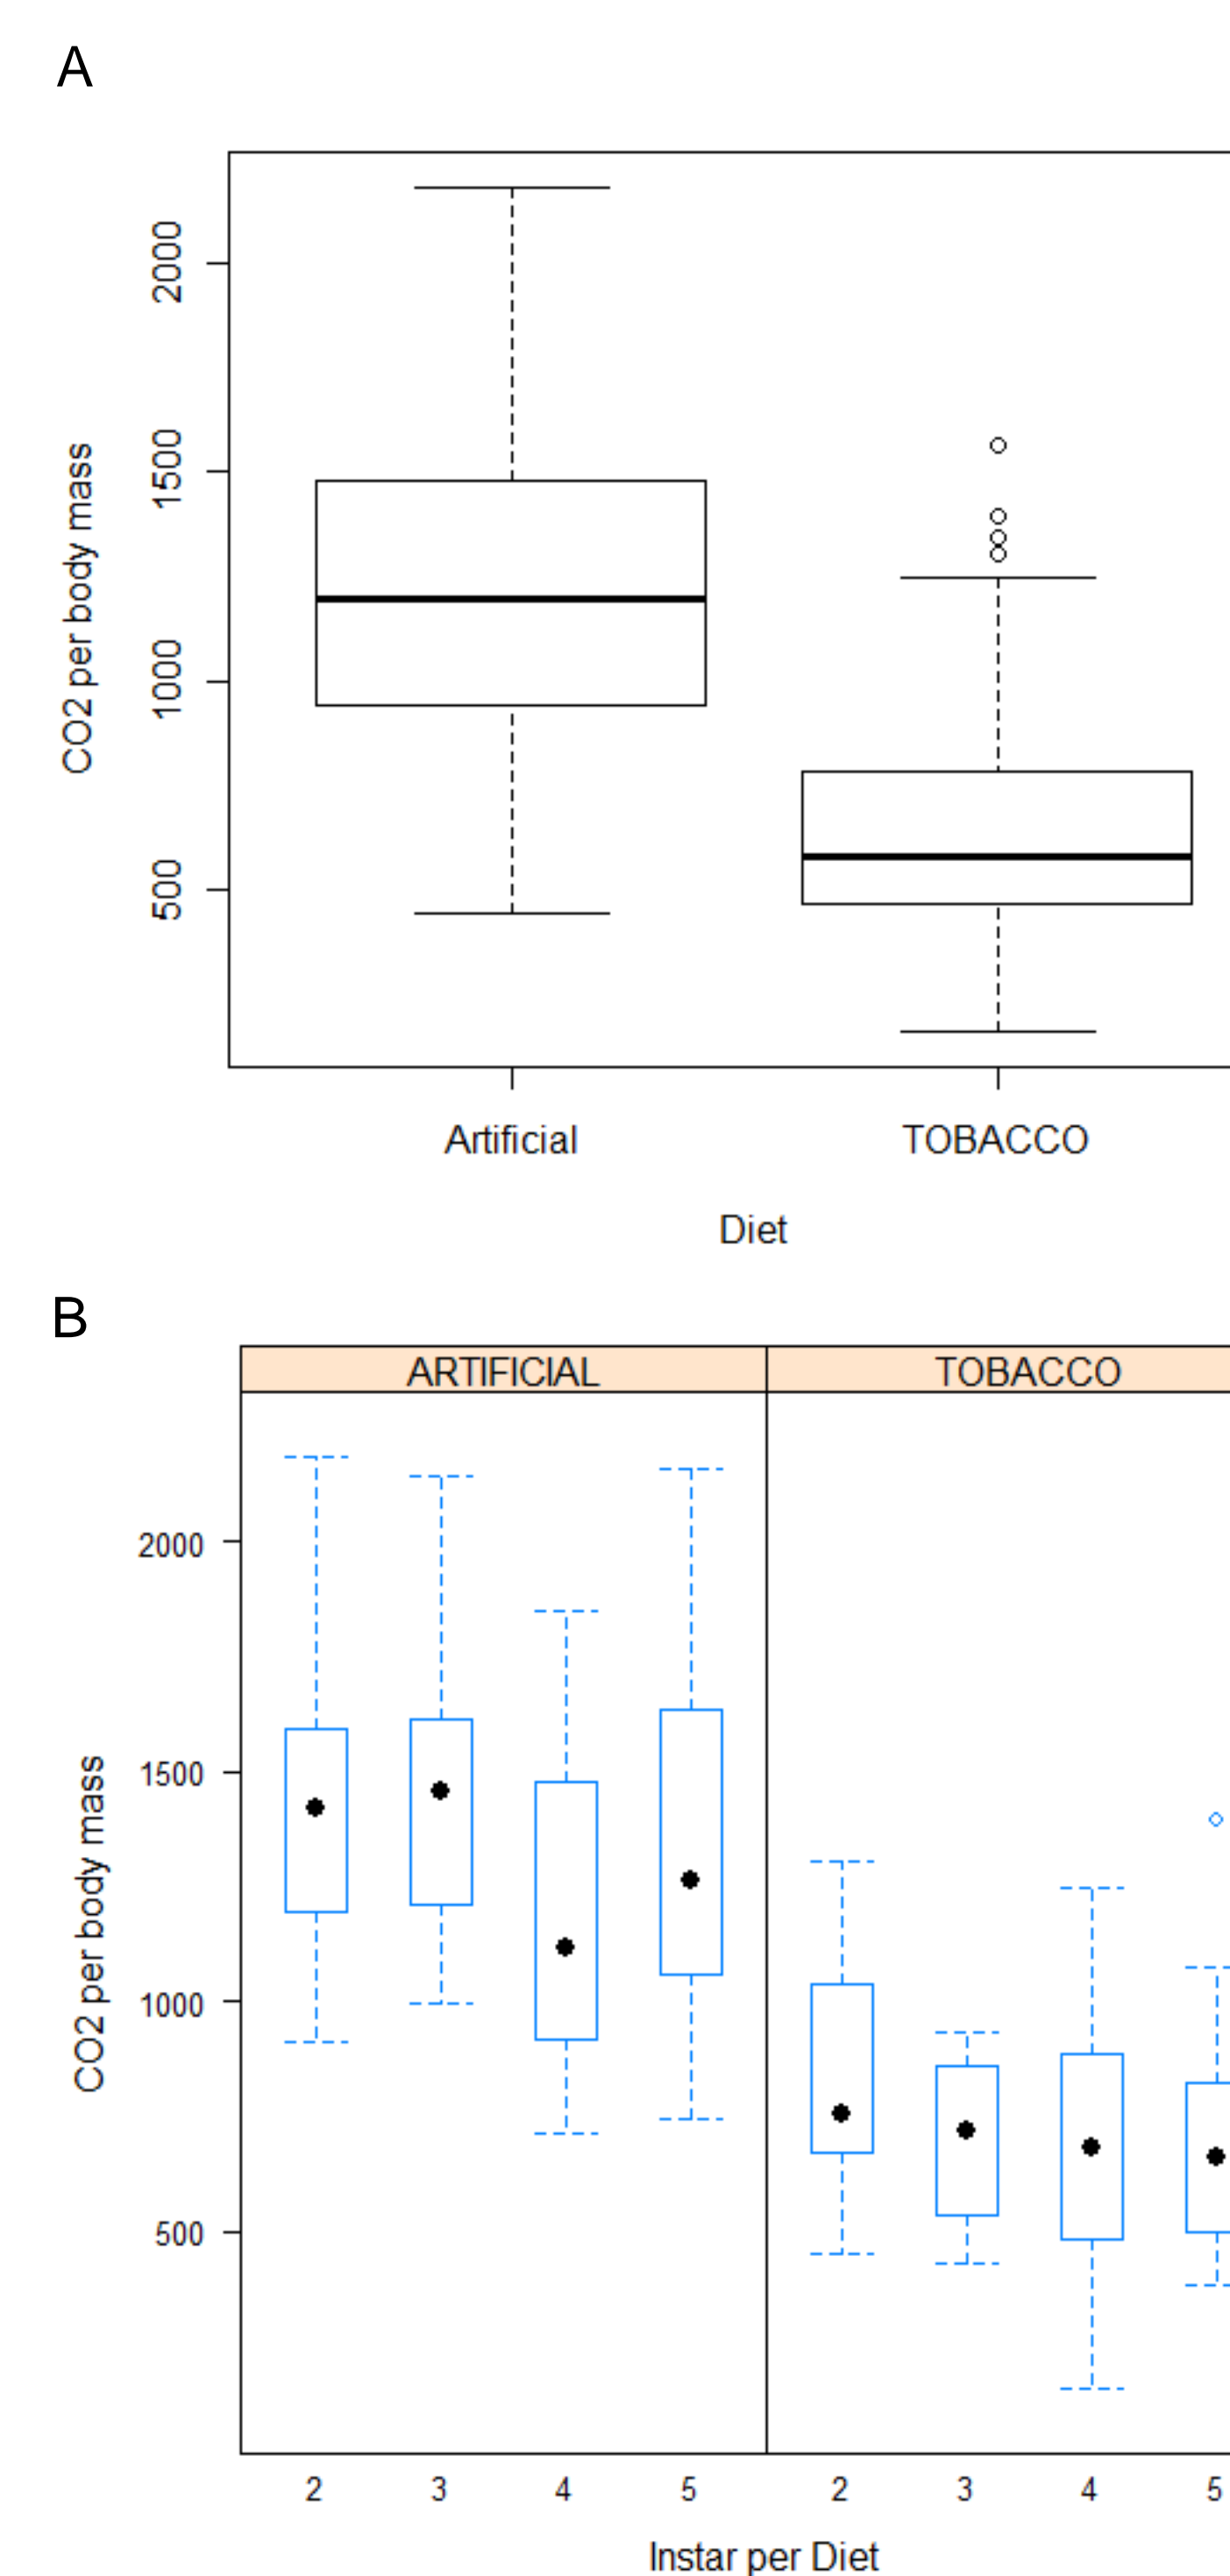 A
CO2 per body mass
2000
1500
1000
500
Artificial TOBACCO
Diet
B
ARTIFICIAL TOBACCO
CO2 per body mass
2000
1500
1000
500
2 3 4 5 2 3 4 5
Instar per Diet